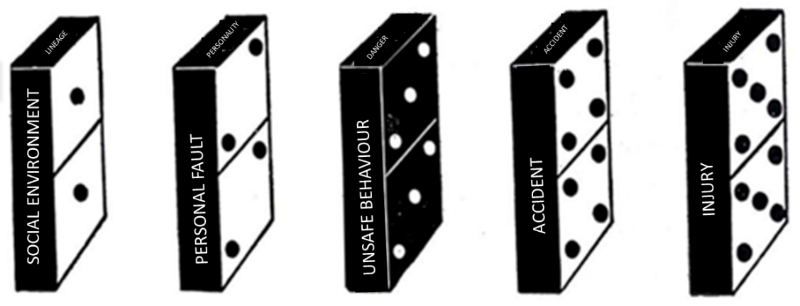 LINEAGE
SOCIAL ENVIRONMENT
PERSONALITY
PERSONAL FAULT
DANGER
UNSAFE BEHAVIOUR
ACCIDENT
ACCIDENT
INJURY
INJURY